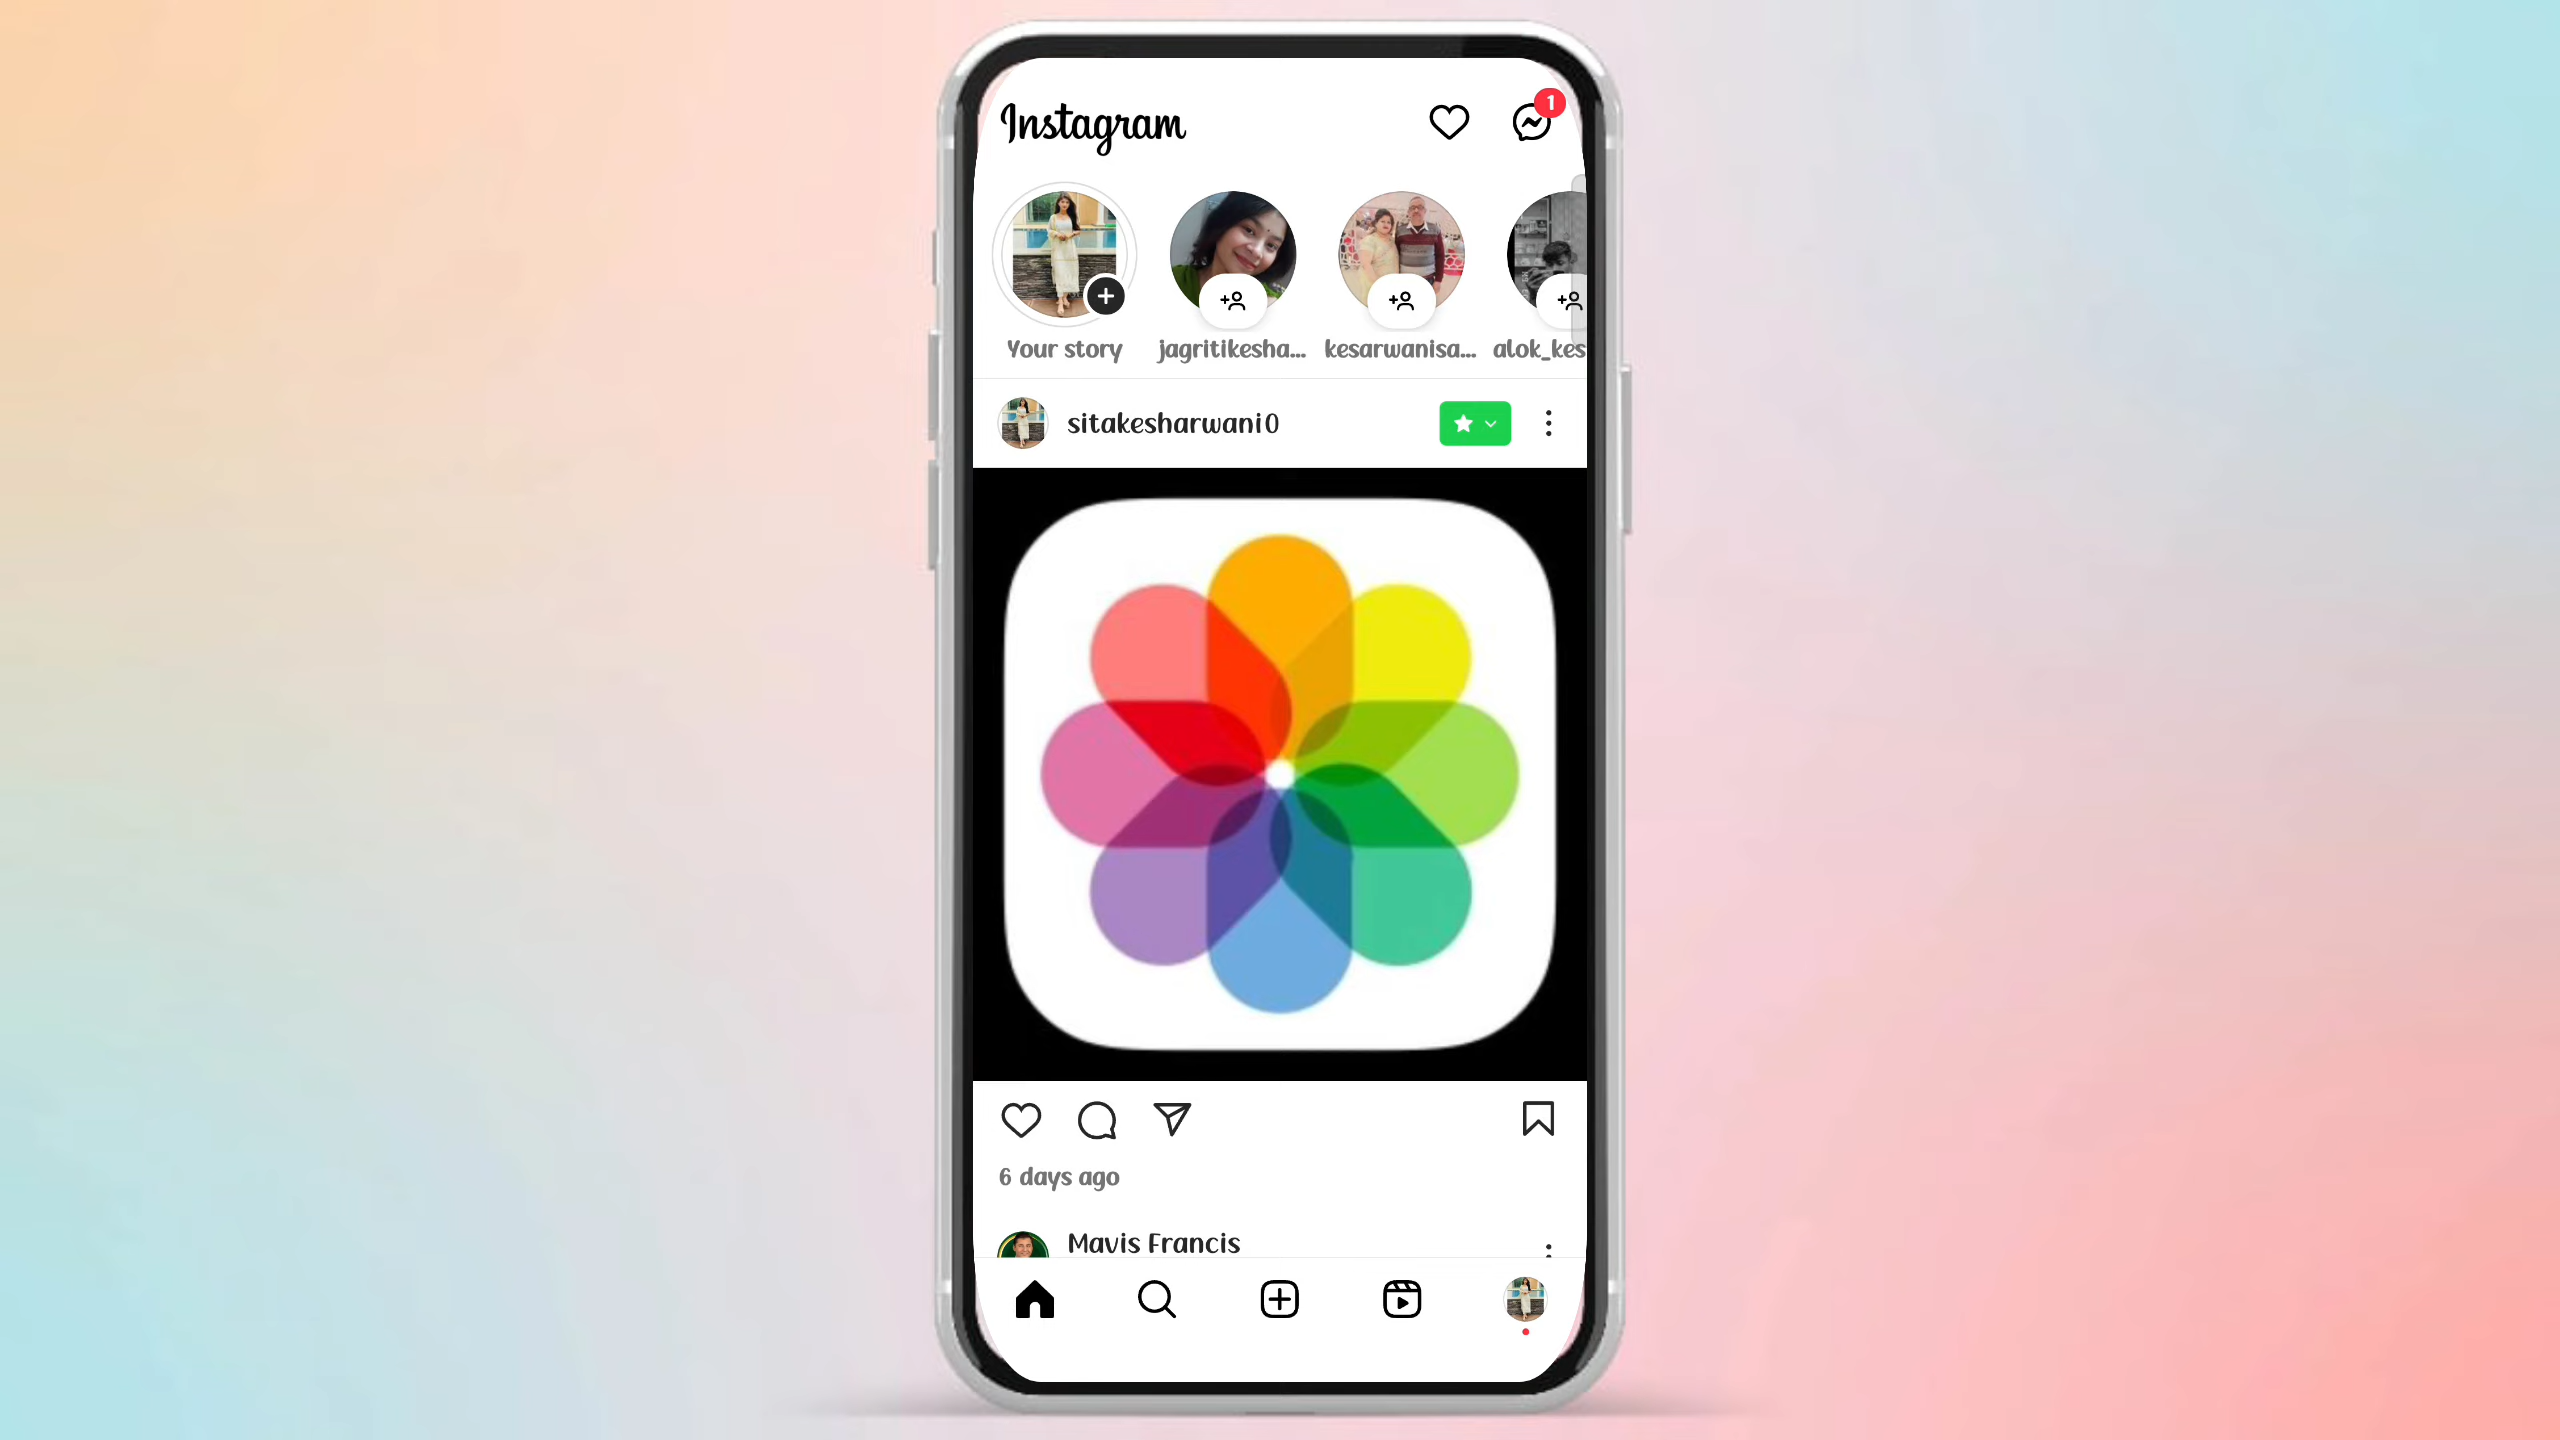 Instagram
1
Your story
jagritikesha...
kesarwanisa...
alok_kes
sitakesharwani0
6 days ago
Mavis Francis